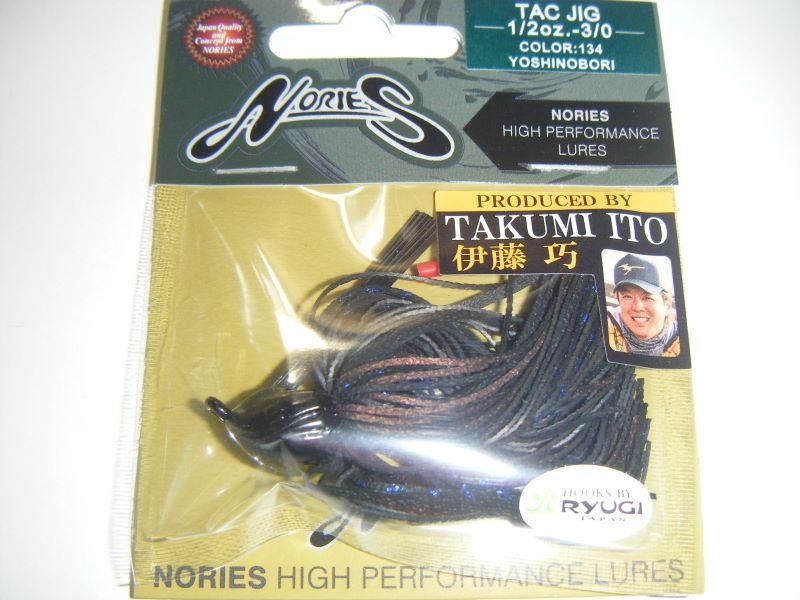 Japan Quality
and
Concept from
NORIES
NORIES
TAC JIG
1/2oz.-3/0
COLOR:134
YOSHINOBORI
NORIES
HIGH PERFORMANCE
LURES
PRODUCED BY
TAKUMI ITO
伊藤 巧
HOOKS BY
RYUGI
JAPAN
NORIES HIGH PERFORMANCE LURES